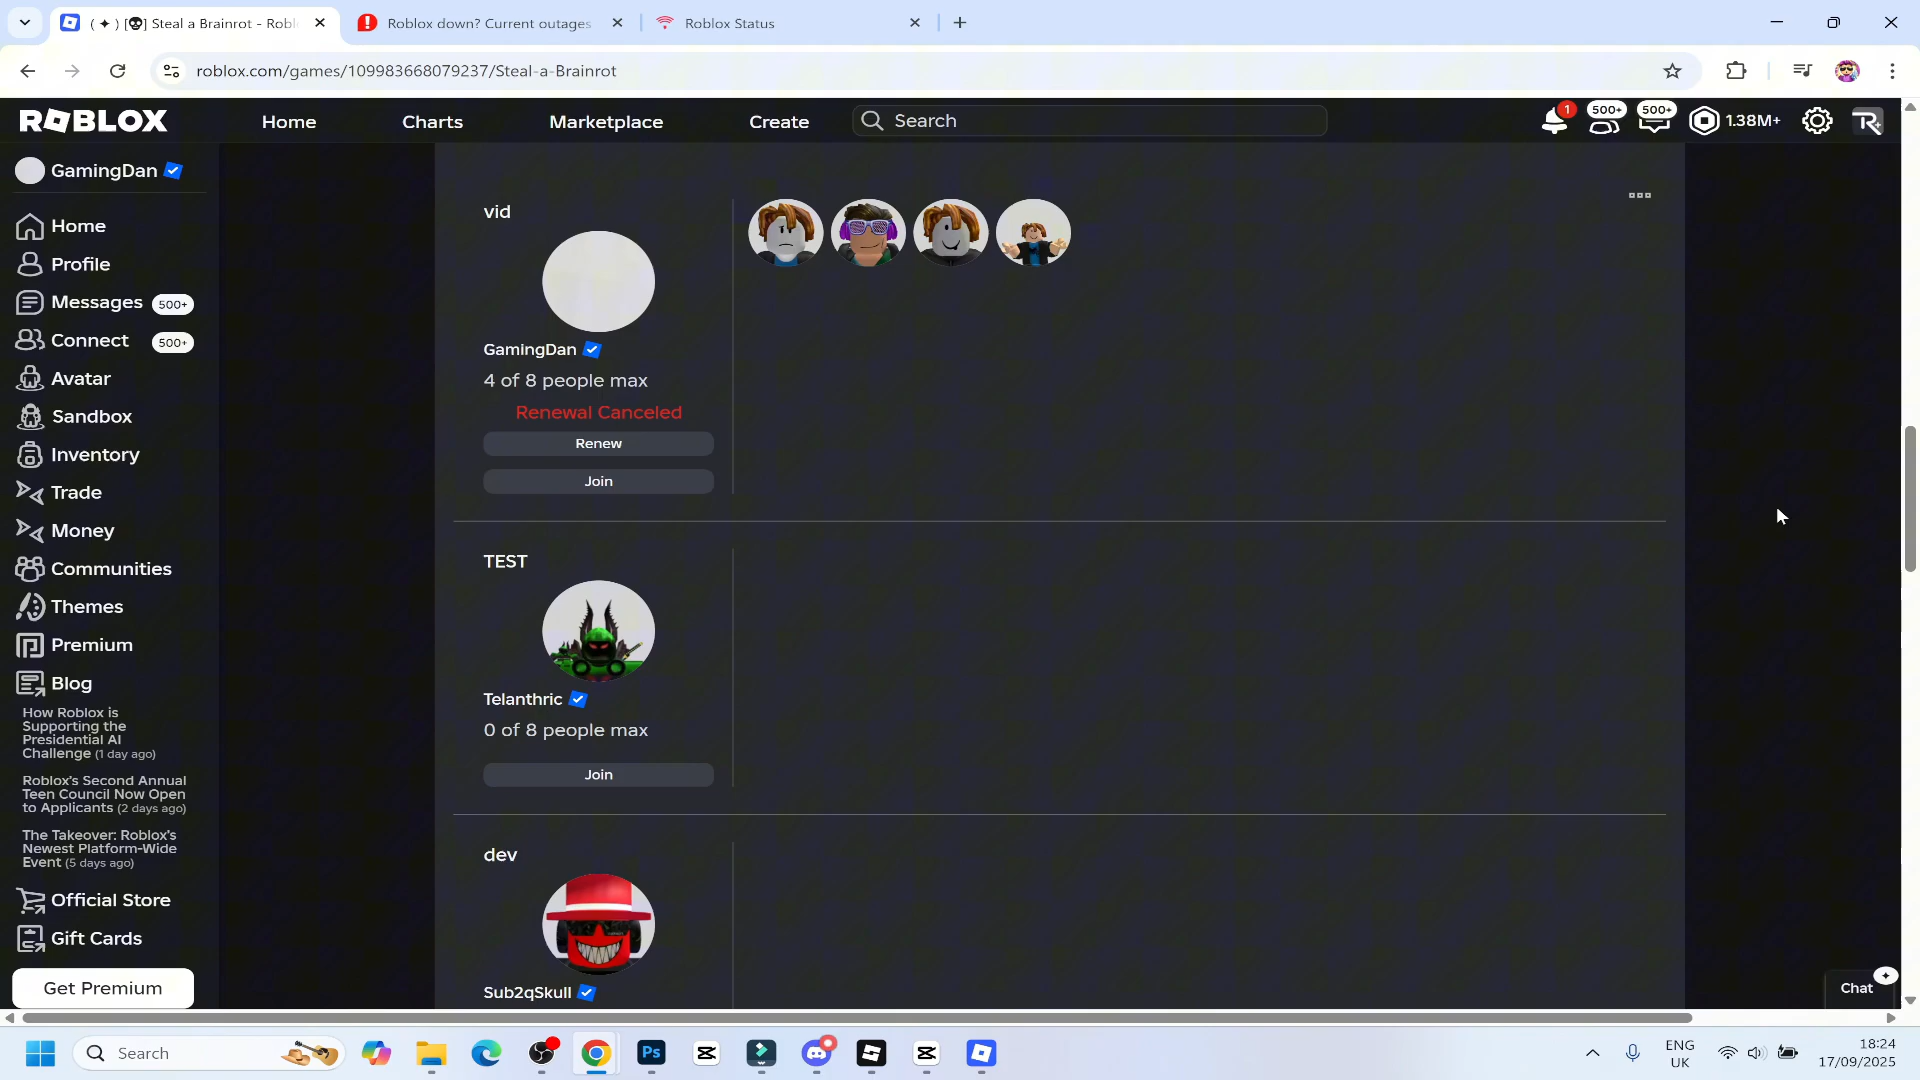 ( ✦ ) [💀] Steal a Brainrot - Robl
Roblox down? Current outages
Roblox Status
roblox.com/games/109983668079237/Steal-a-Brainrot
ROBLOX
Home
Charts
Marketplace
Create
Search
1
500+
500+
1.38M+
GamingDan
Home
Profile
Messages 500+
Connect 500+
Avatar
Sandbox
Inventory
Trade
Money
Communities
Themes
Premium
Blog
How Roblox is
Supporting the
Presidential AI
Challenge (1 day ago)
Roblox's Second Annual
Teen Council Now Open
to Applicants (2 days ago)
The Takeover: Roblox's
Newest Platform-Wide
Event (5 days ago)
Official Store
Gift Cards
Get Premium
vid
GamingDan
4 of 8 people max
Renewal Canceled
Renew
Join
TEST
Telanthric
0 of 8 people max
Join
dev
Sub2qSkull
Chat
Search
Ps
ENG
UK
18:24
17/09/2025